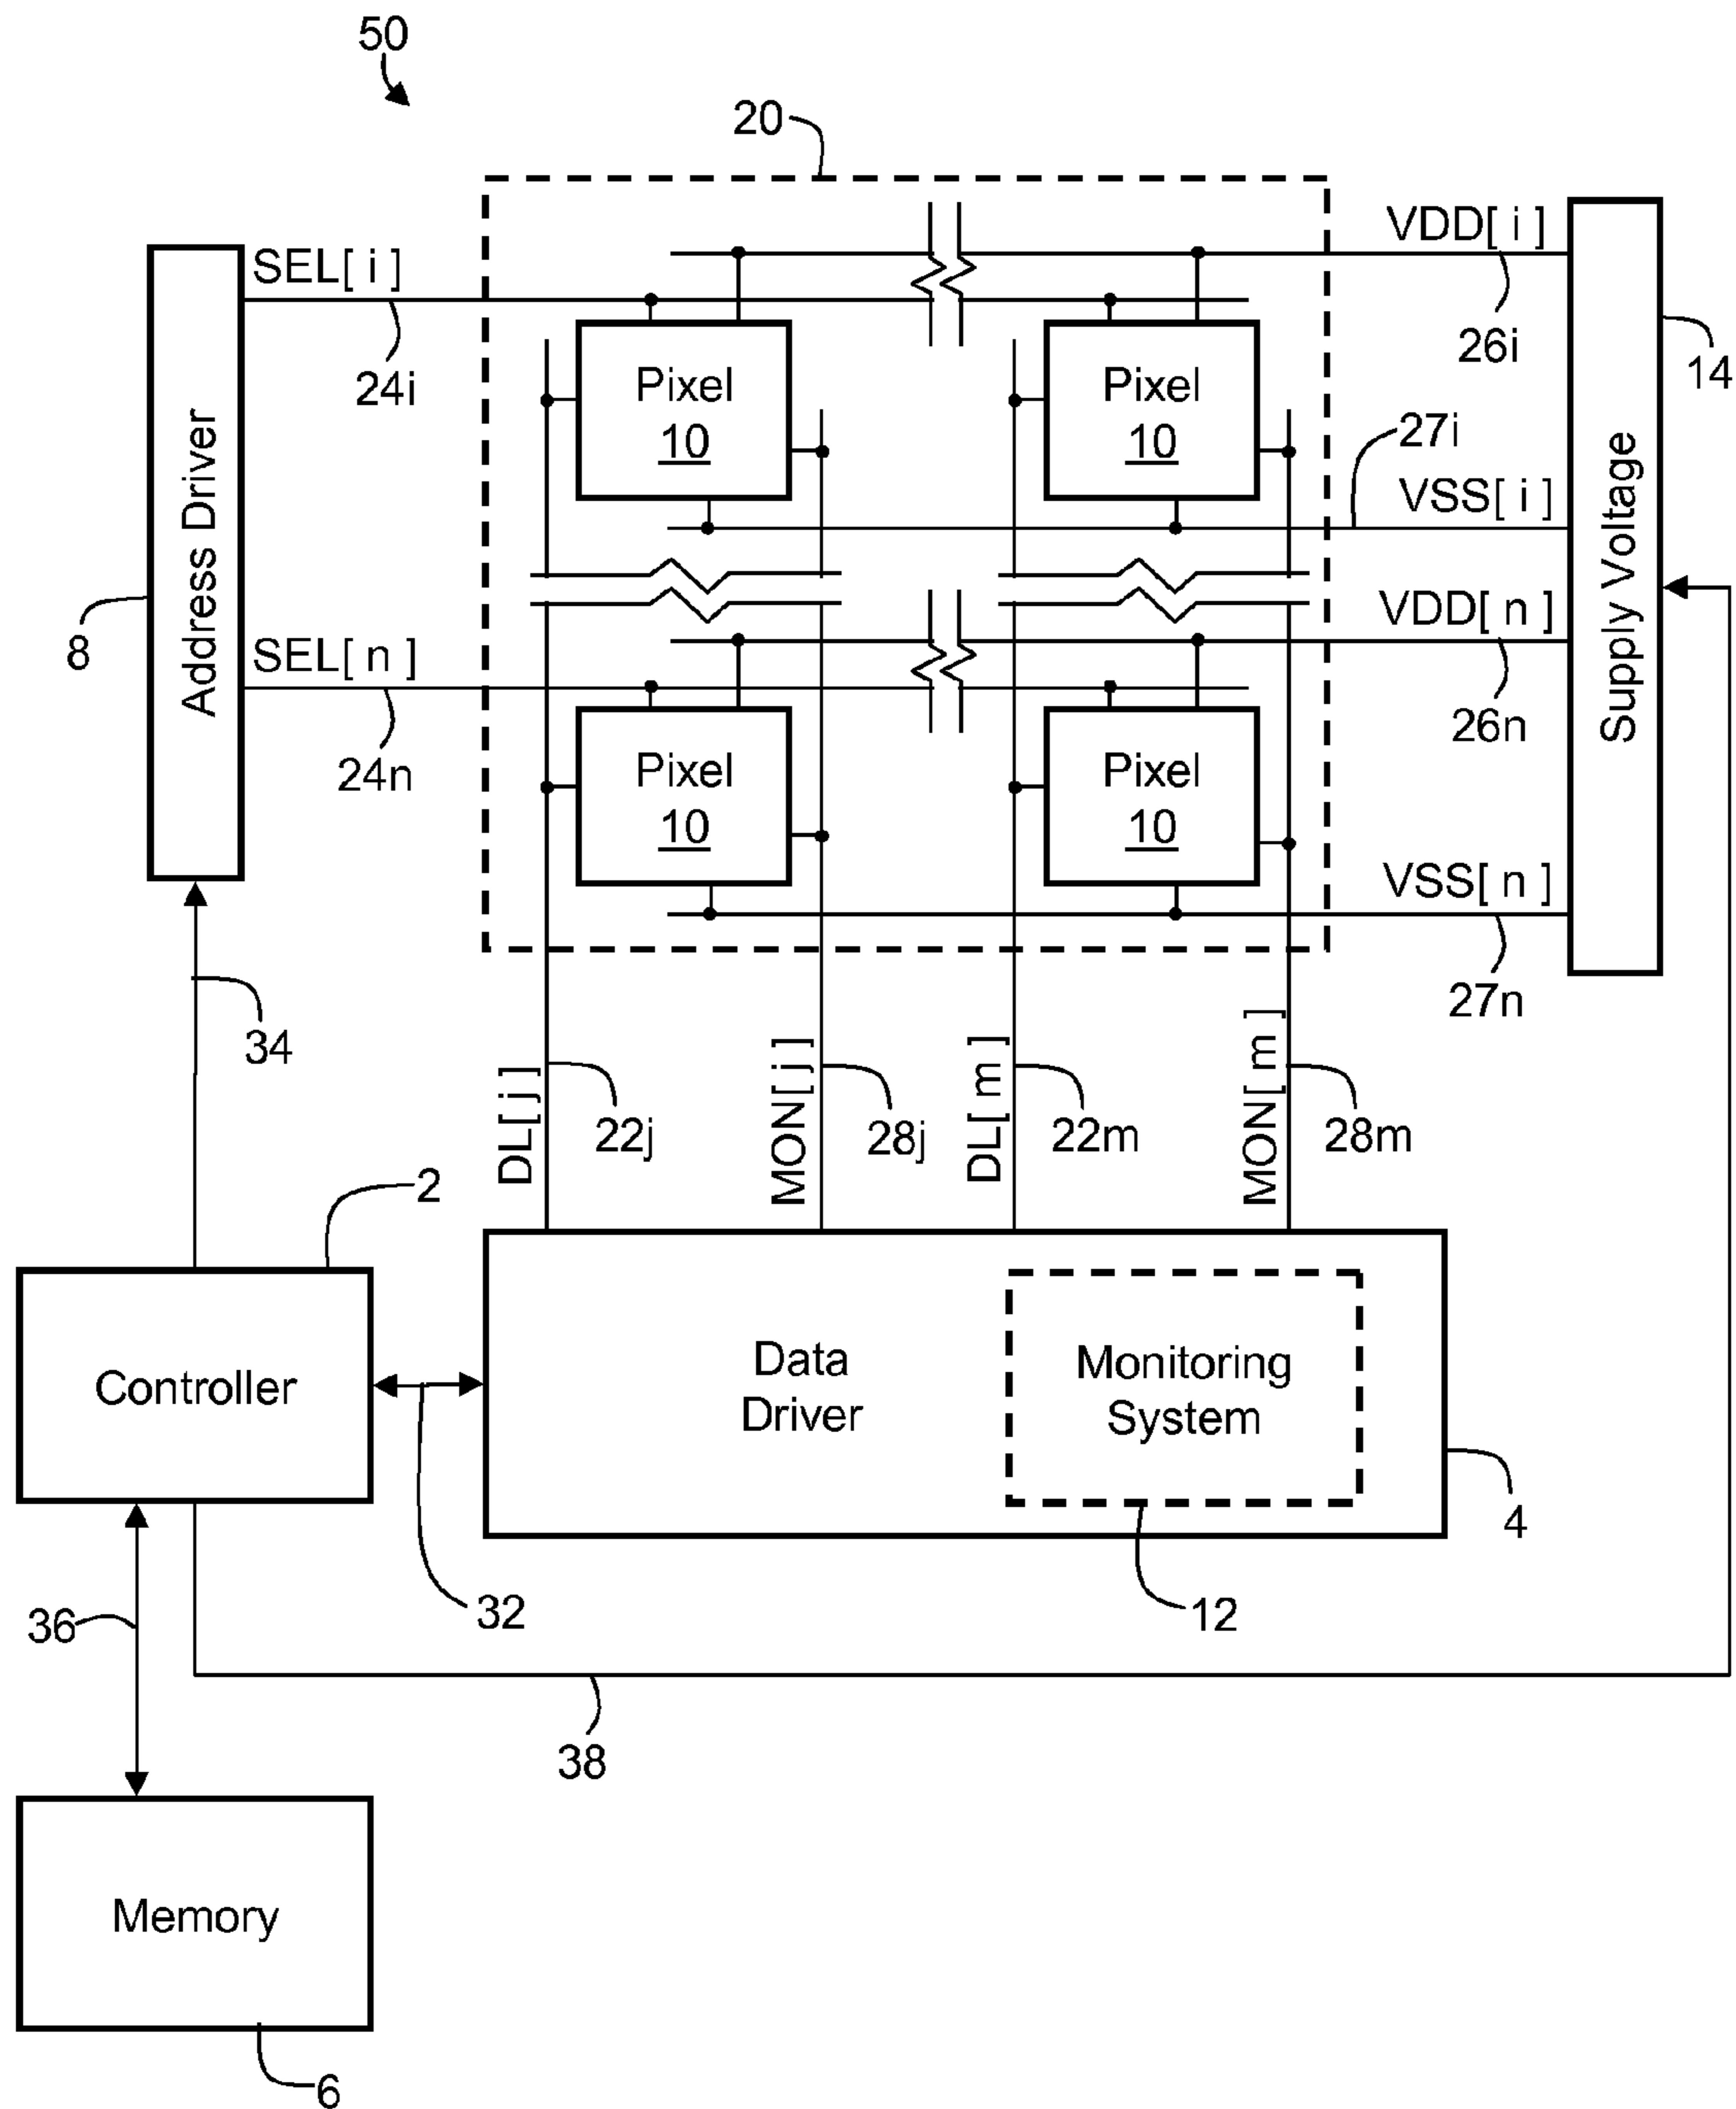 50
20
VDD[ i ]
SEL[ i ]
26i
14
24i
Pixel
10
Pixel
10
27i
VSS[ i ]
Address Driver
Supply Voltage
8
VDD[ n ]
SEL[ n ]
26n
24n
Pixel
10
Pixel
10
VSS[ n ]
27n
34
DL[ j ]
22j
MON[ j ]
28j
DL[ m ]
22m
MON[ m ]
28m
2
Controller
Data
Driver
Monitoring
System
4
32
12
36
38
Memory
6